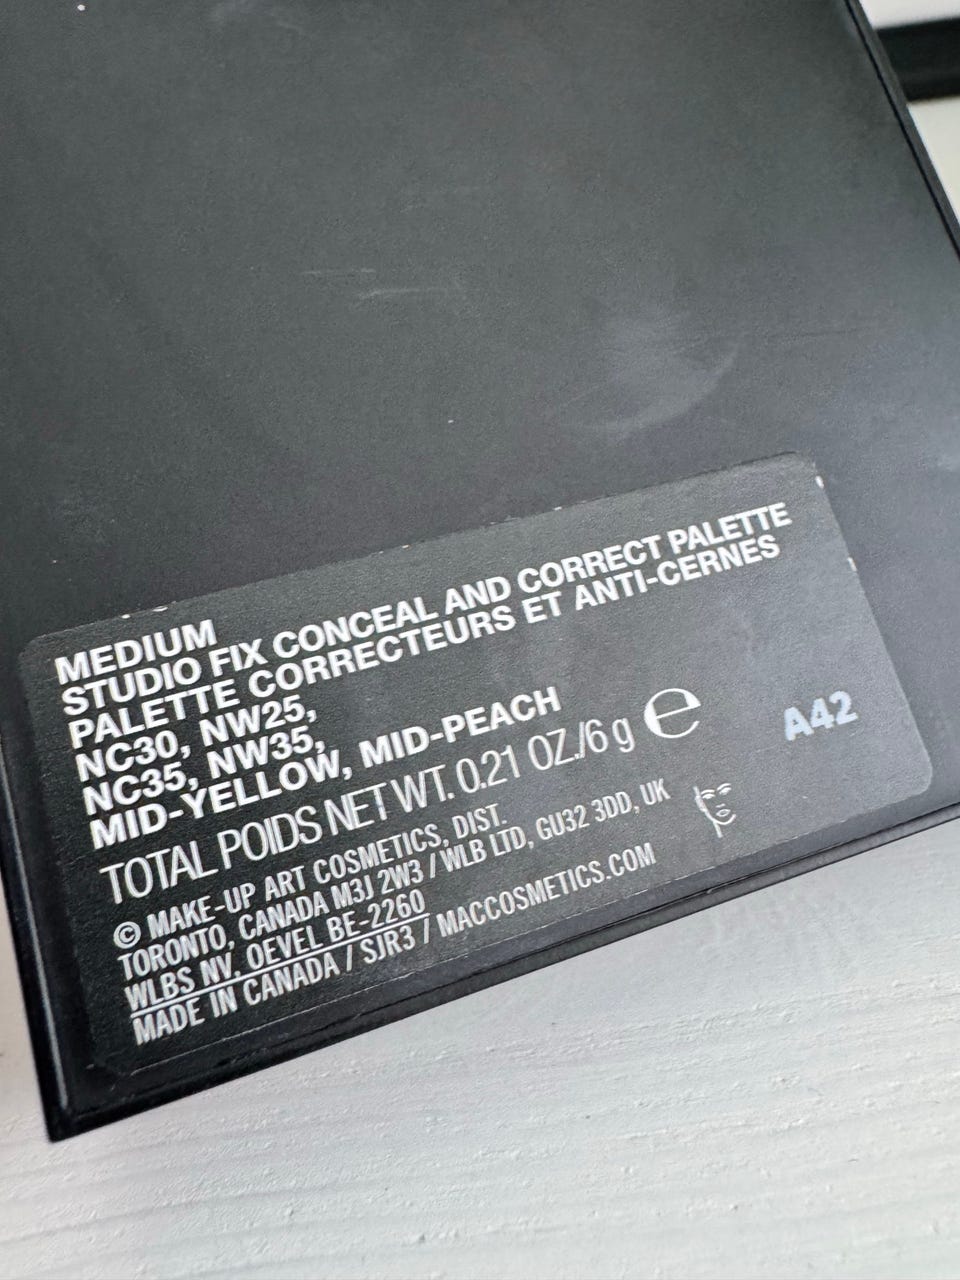 MEDIUM
STUDIO FIX CONCEAL AND CORRECT PALETTE
PALETTE CORRECTEURS ET ANTI-CERNES
NC30, NW25,
NC35, NW35,
MID-YELLOW, MID-PEACH
TOTAL POIDS NET WT. 0.21 OZ./6 g ℮
A42
© MAKE-UP ART COSMETICS, DIST.
TORONTO, CANADA M3J 2W3 / WLB LTD, GU32 3DD, UK
WLBS NV, OEVEL BE-2260
MADE IN CANADA / SJR3 / MACCOSMETICS.COM